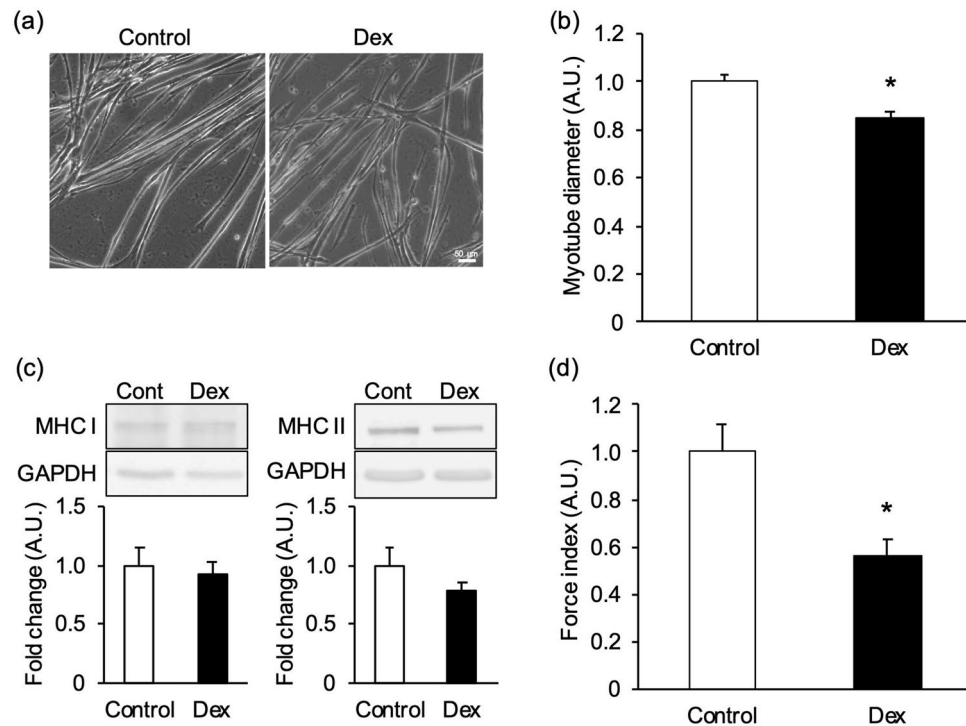 (a)
Control Dex
50 μm
(b)
Myotube diameter (A.U.)
1.2
1.0
0.8
0.6
0.4
0.2
0
*
Control Dex
(c)
Cont Dex
MHC I
GAPDH
Fold change (A.U.)
1.5
1.0
0.5
0
Control Dex
Cont Dex
MHC II
GAPDH
Fold change (A.U.)
1.5
1.0
0.5
0
Control Dex
(d)
Force index (A.U.)
1.2
1.0
0.8
0.6
0.4
0.2
0
*
Control Dex